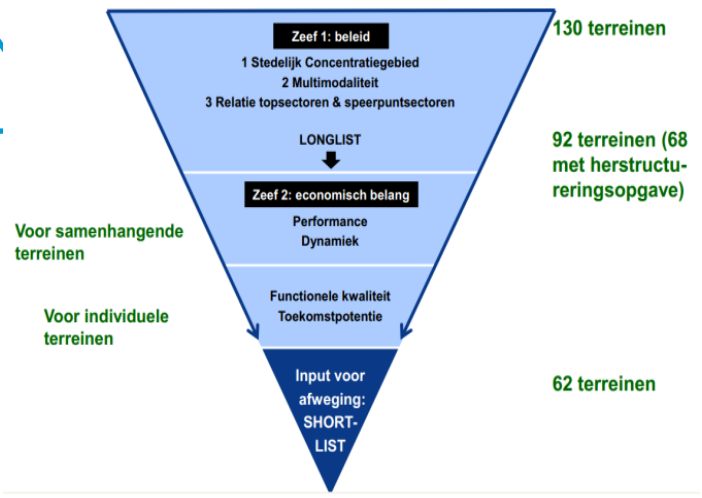 130 terreinen
Zeef 1: beleid
1 Stedelijk Concentratiegebied
2 Multimodaliteit
3 Relatie topsectoren & speerpuntsectoren
LONGLIST
92 terreinen (68
met herstructu-
reringsopgave)
Zeef 2: economisch belang
Performance
Dynamiek
Voor samenhangende
terreinen
Functionele kwaliteit
Toekomstpotentie
Voor individuele
terreinen
Input voor
afweging:
SHORT-
LIST
62 terreinen